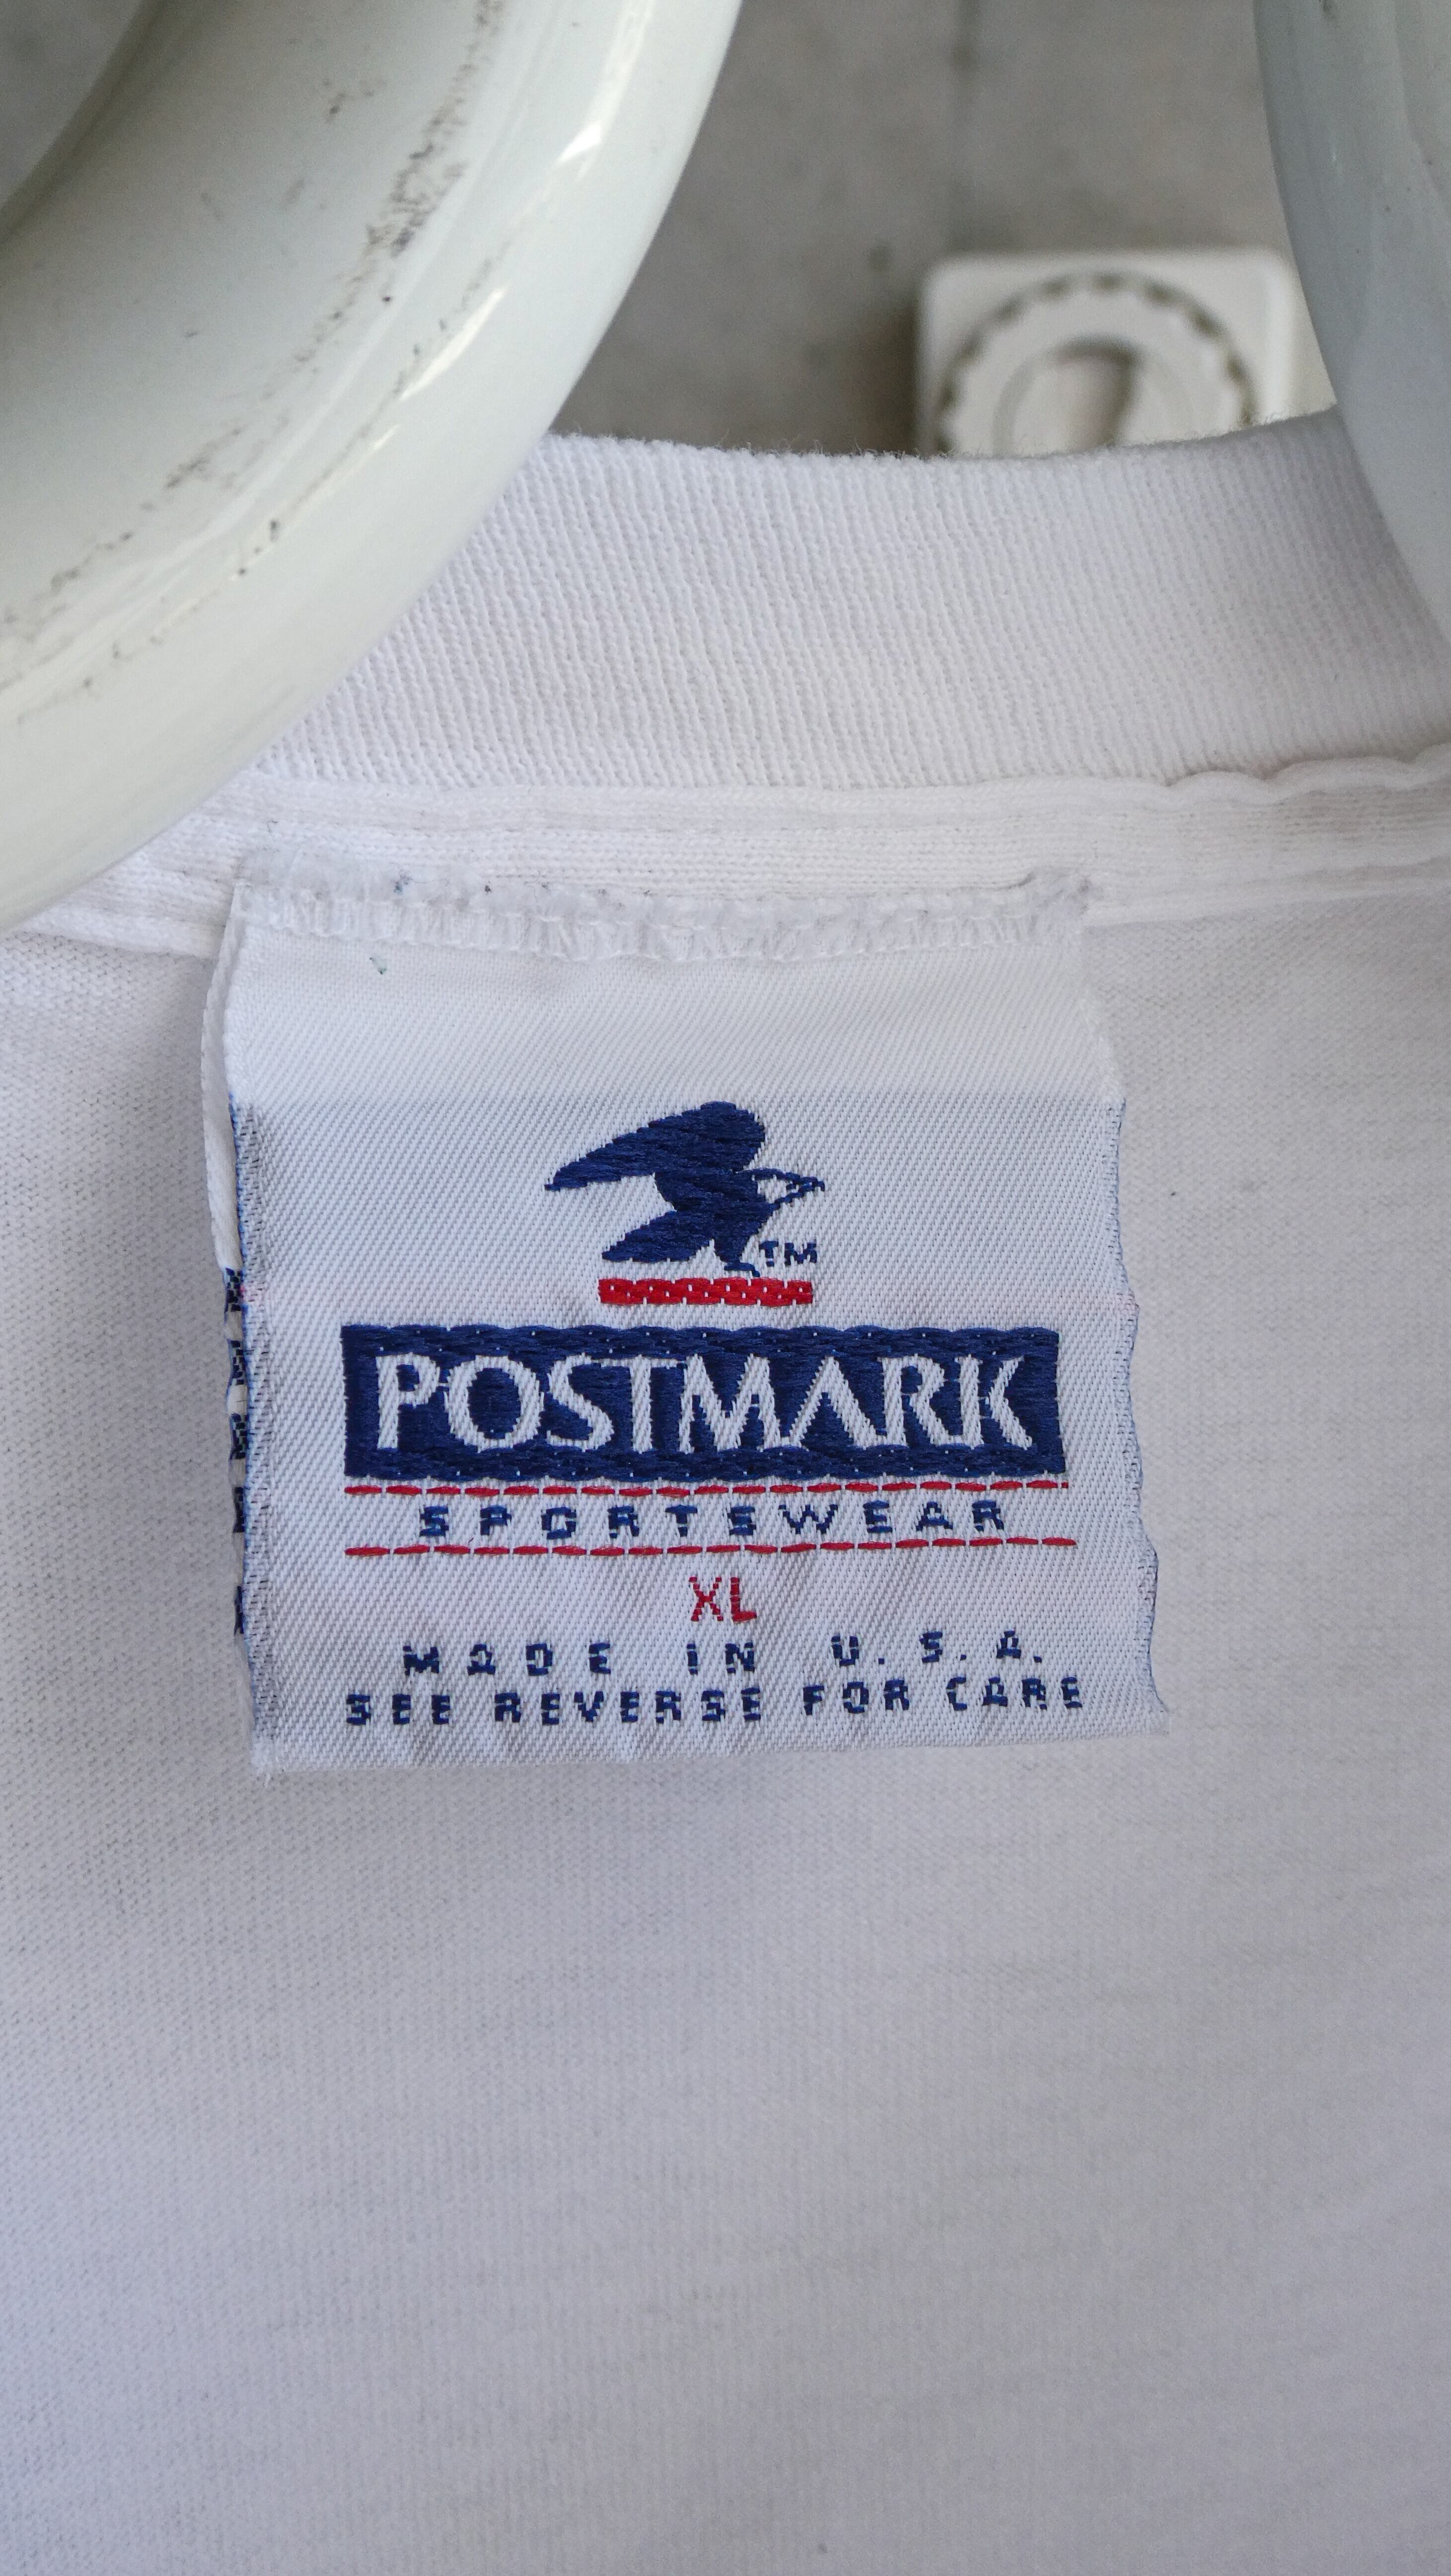 TM
POSTMARK
SPORTSWEAR
XL
MADE IN U.S.A.
SEE REVERSE FOR CARE